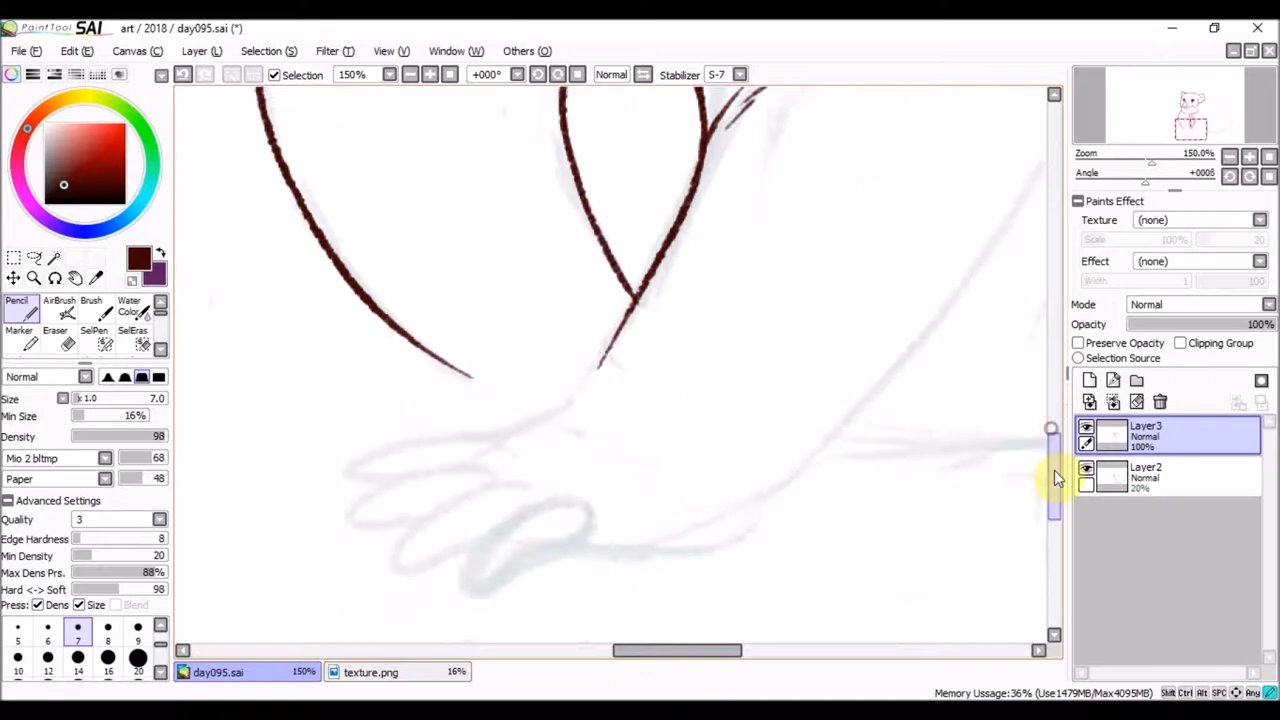 PaintTool SAI art / 2018 / day095.sai (*)
File (F) Edit (E) Canvas (C) Layer (L) Selection (S) Filter (T) View (V) Window (W) Others (O)
Selection 150% +000° Normal Stabilizer S-7
Zoom 150.0%
Angle +000θ
Paints Effect
Texture (none)
Scale 100% 20
Effect (none)
Width 1 100
Mode Normal
Opacity 100%
Preserve Opacity Clipping Group
Selection Source
Layer3
Normal
100%
Layer2
Normal
20%
Pencil AirBrush Brush Water Color
Marker Eraser SelPen SelEras
Normal
Size x 1.0 7.0
Min Size 16%
Density 98
Mio 2 bltmp 68
Paper 48
Advanced Settings
Quality 3
Edge Hardness 8
Min Density 20
Max Dens Prs. 88%
Hard <-> Soft 98
Press: Dens Size Blend
5 6 7 8 9
10 12 14 16 20
day095.sai 150% texture.png 16%
Memory Usage:36% (Use1479MB/Max4095MB) Shift Ctrl Alt SPC Any